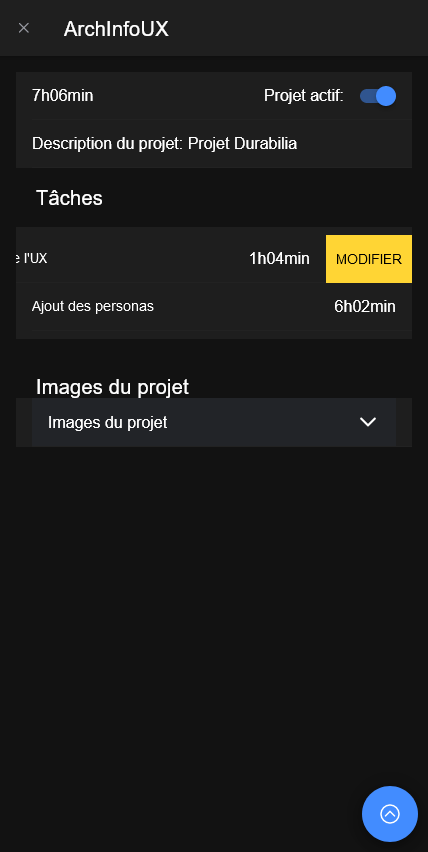 ArchInfoUX
7h06min Projet actif:
Description du projet: Projet Durabilia
Tâches
e l'UX 1h04min MODIFIER
Ajout des personas 6h02min
Images du projet
Images du projet